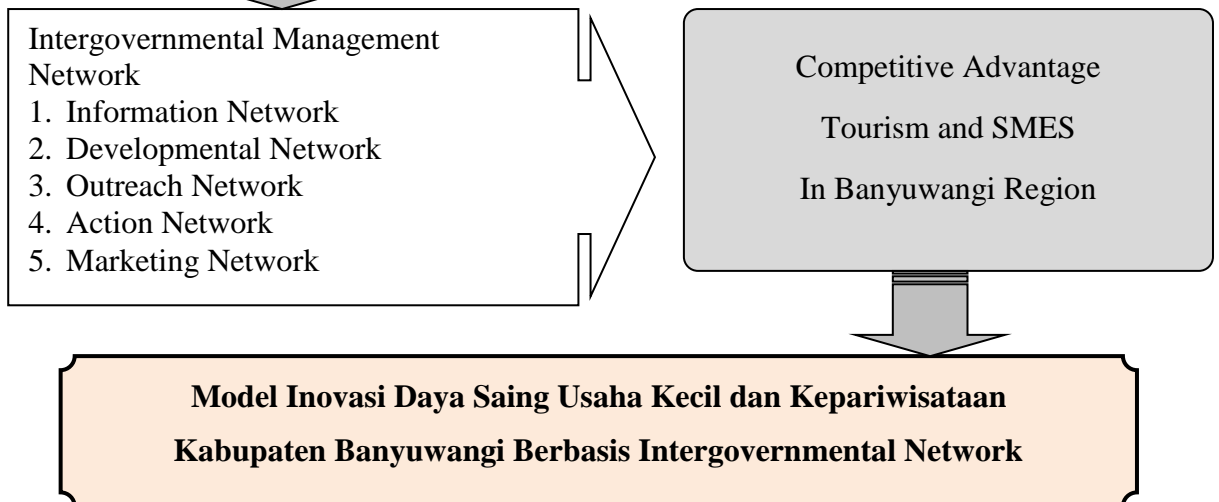 Intergovernmental Management
Network
1. Information Network
2. Developmental Network
3. Outreach Network
4. Action Network
5. Marketing Network
Competitive Advantage
Tourism and SMES
In Banyuwangi Region
Model Inovasi Daya Saing Usaha Kecil dan Kepariwisataan
Kabupaten Banyuwangi Berbasis Intergovernmental Network